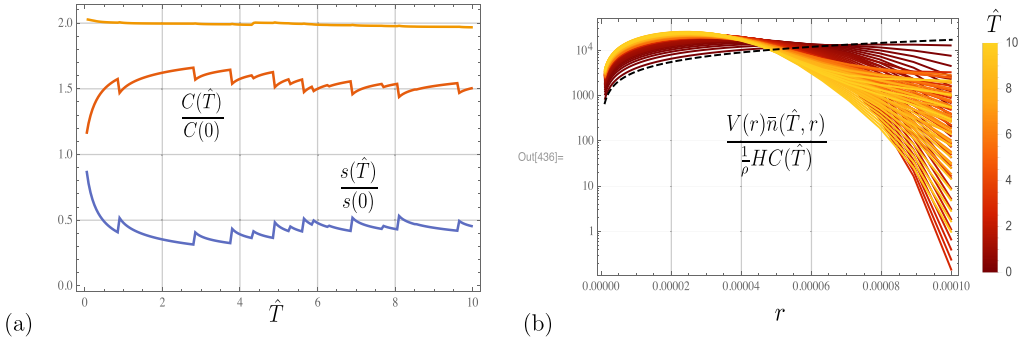 2.0
1.5
1.0
0.5
0.0
0
2
4
6
8
10
C(T̂)
C(0)
s(T̂)
s(0)
T̂
(a)
Out[436]=
10⁴
1000
100
10
1
0.00000
0.00002
0.00004
0.00006
0.00008
0.00010
V(r)n̄(T̂, r)
1/ρ HC(T̂)
r
(b)
T̂
10
8
6
4
2
0